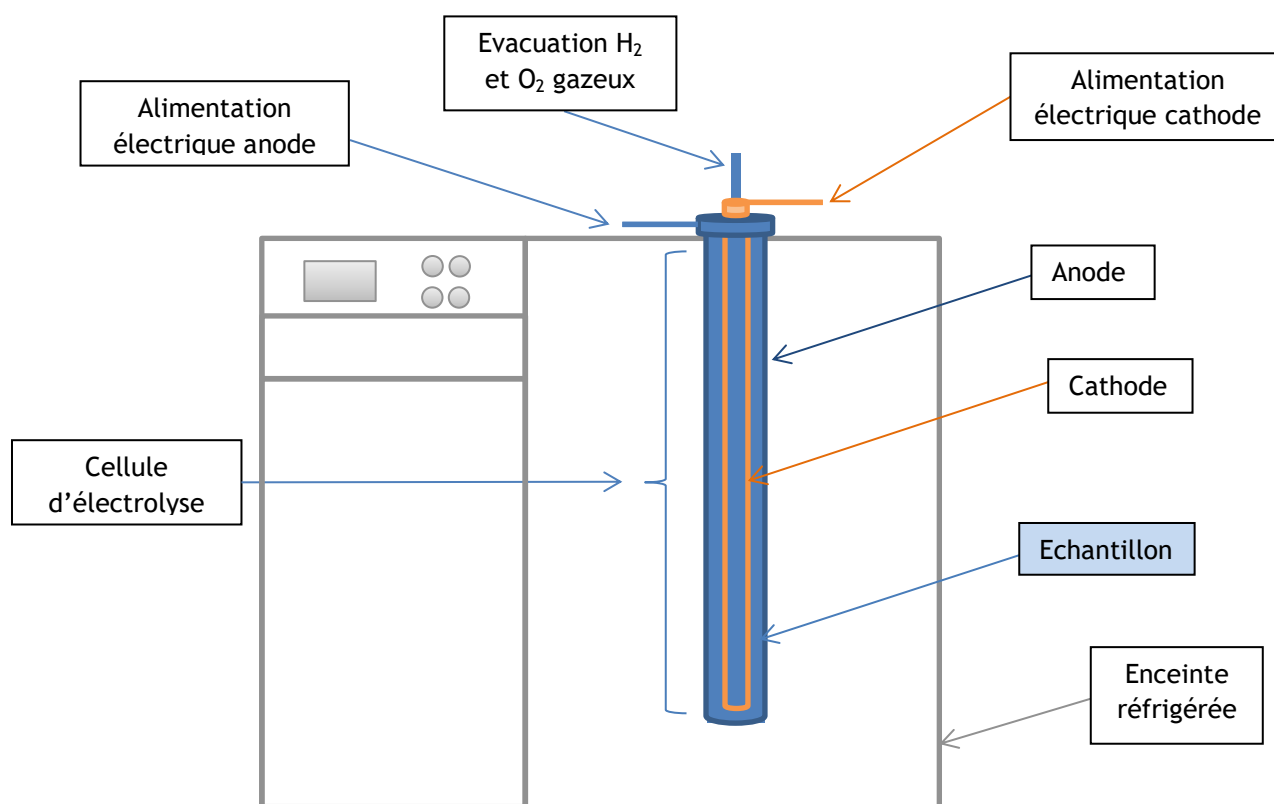 Evacuation H₂
et O₂ gazeux
Alimentation
électrique anode
Alimentation
électrique cathode
Anode
Cathode
Cellule
d’électrolyse
Echantillon
Enceinte
réfrigérée